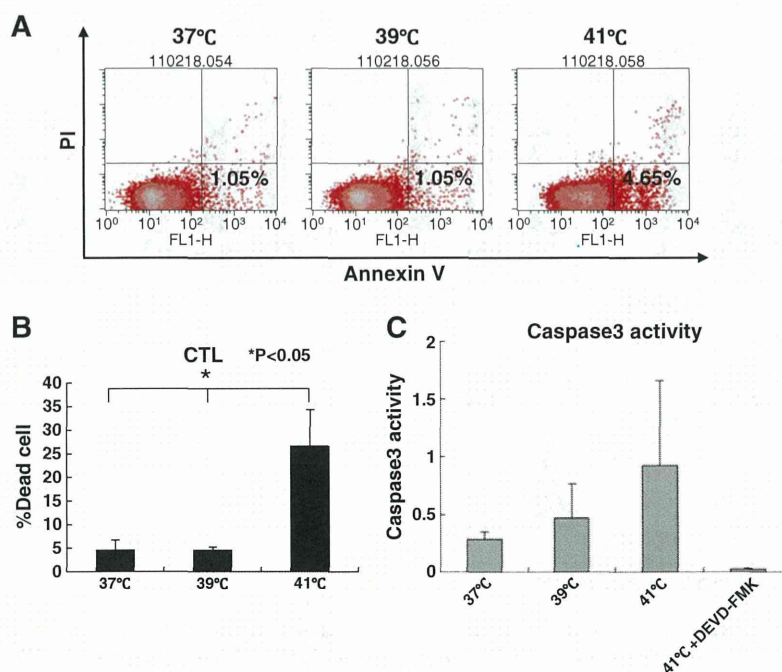 A
37℃ 39℃ 41℃
110218.054 110218.056 110218.058
PI
1.05% 1.05% 4.65%
10⁰ 10¹ 10² 10³ 10⁴ 10⁰ 10¹ 10² 10³ 10⁴ 10⁰ 10¹ 10² 10³ 10⁴
FL1-H FL1-H FL1-H
Annexin V
B
CTL *P<0.05
*
%Dead cell
40
35
30
25
20
15
10
5
0
37℃ 39℃ 41℃
C
Caspase3 activity
Caspase3 activity
2
1.5
1
0.5
0
37℃
39℃
41℃
41℃+DEVD-FMK